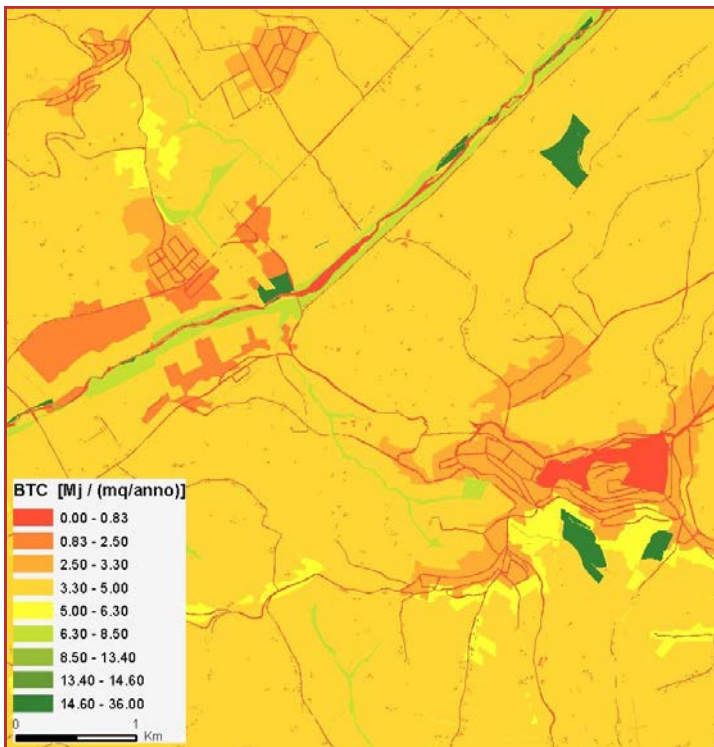 BTC [Mj / (mq/anno)]
0.00 - 0.83
0.83 - 2.50
2.50 - 3.30
3.30 - 5.00
5.00 - 6.30
6.30 - 8.50
8.50 - 13.40
13.40 - 14.60
14.60 - 36.00
0 1
Km